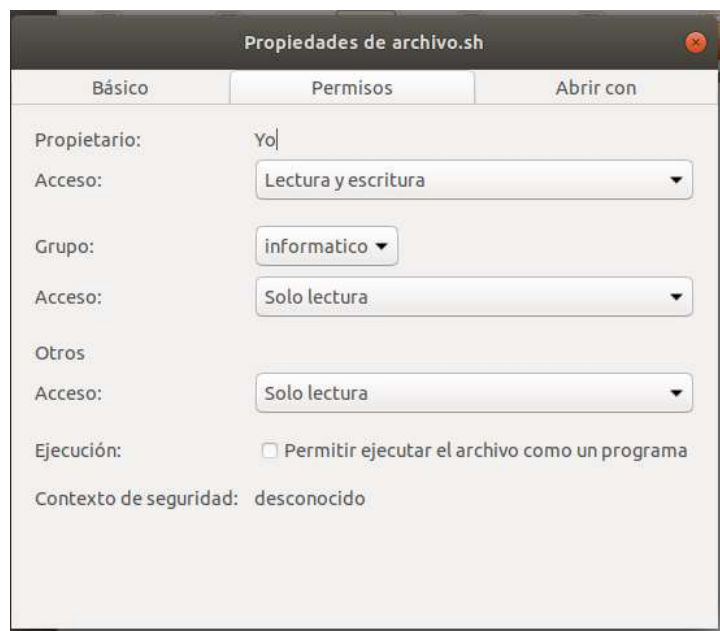 Propiedades de archivo.sh
Básico Permisos Abrir con
Propietario: Yo
Acceso: Lectura y escritura
Grupo: informatico
Acceso: Solo lectura
Otros
Acceso: Solo lectura
Ejecución: Permitir ejecutar el archivo como un programa
Contexto de seguridad: desconocido